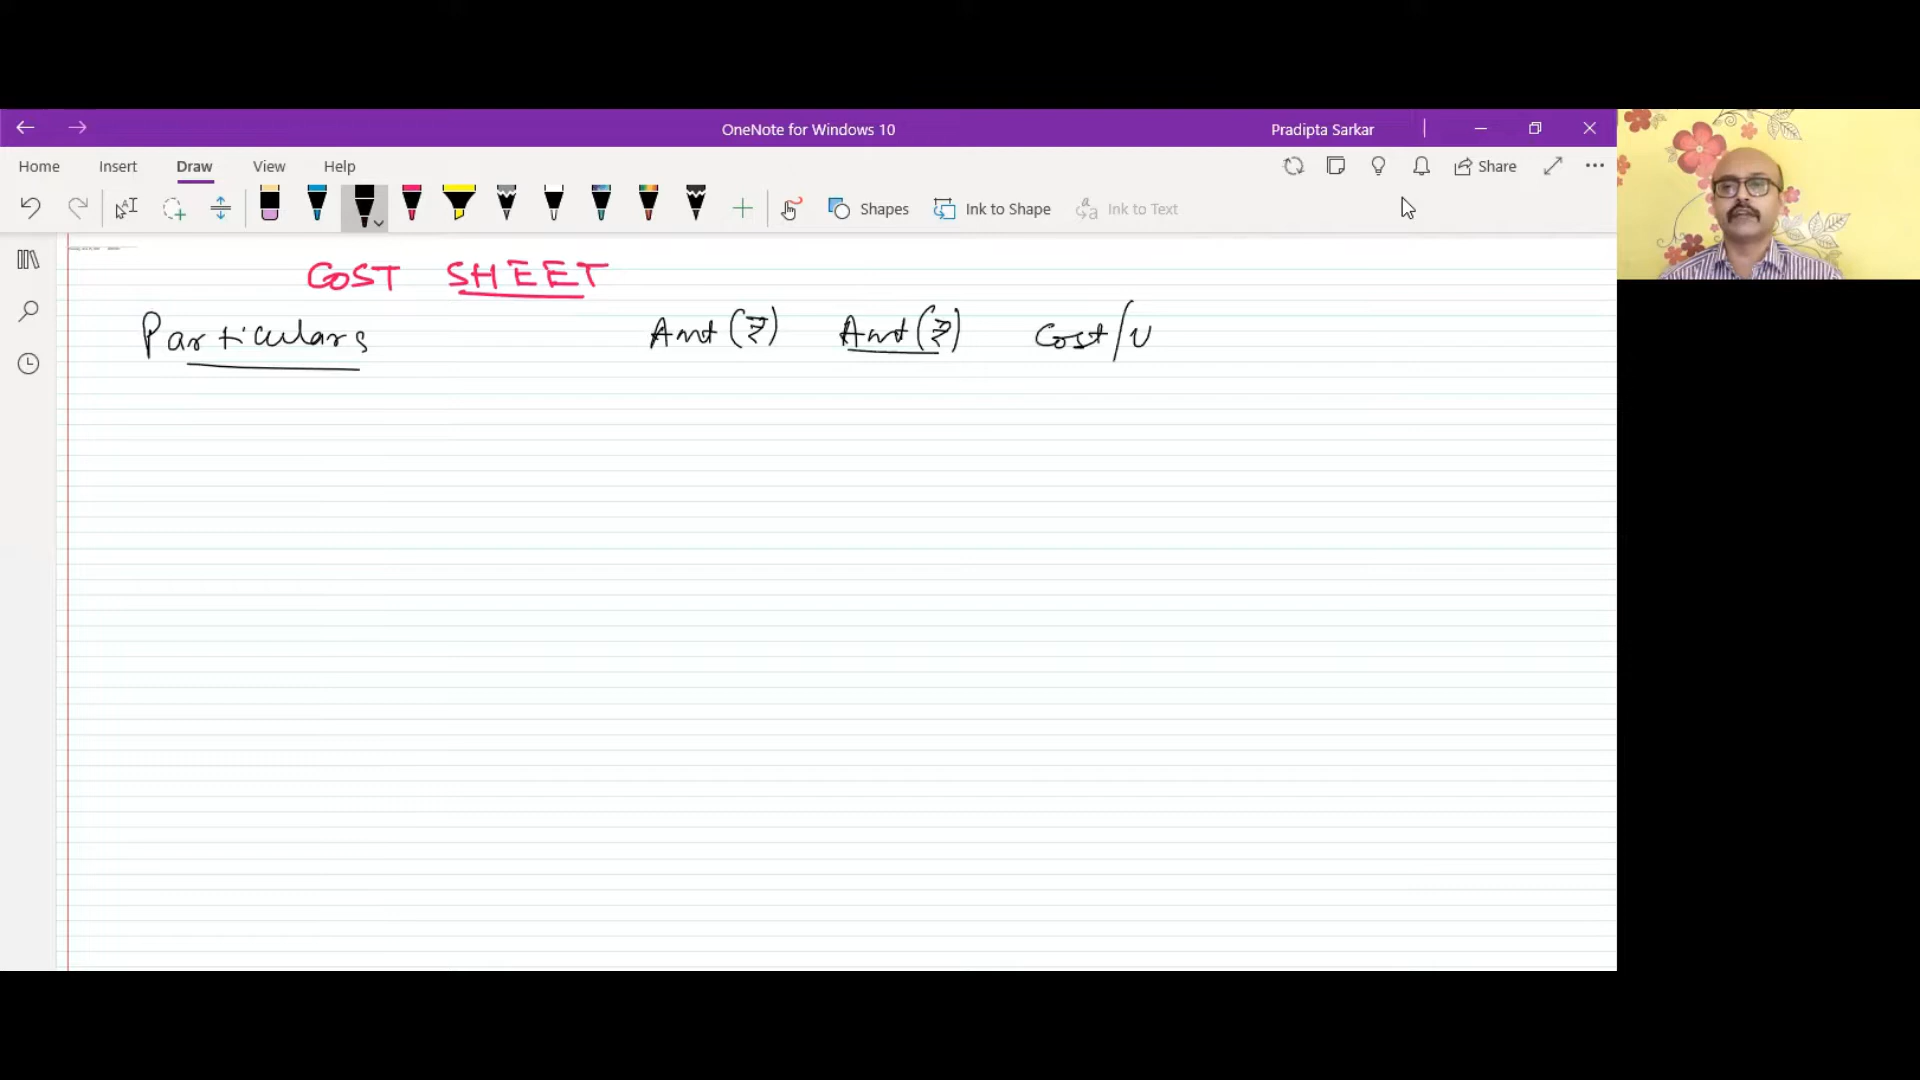 OneNote for Windows 10
Pradipta Sarkar
Home Insert Draw View Help
Share
Shapes Ink to Shape Ink to Text
COST SHEET
Particulars Amt (₹) Amt (₹) Cost/U